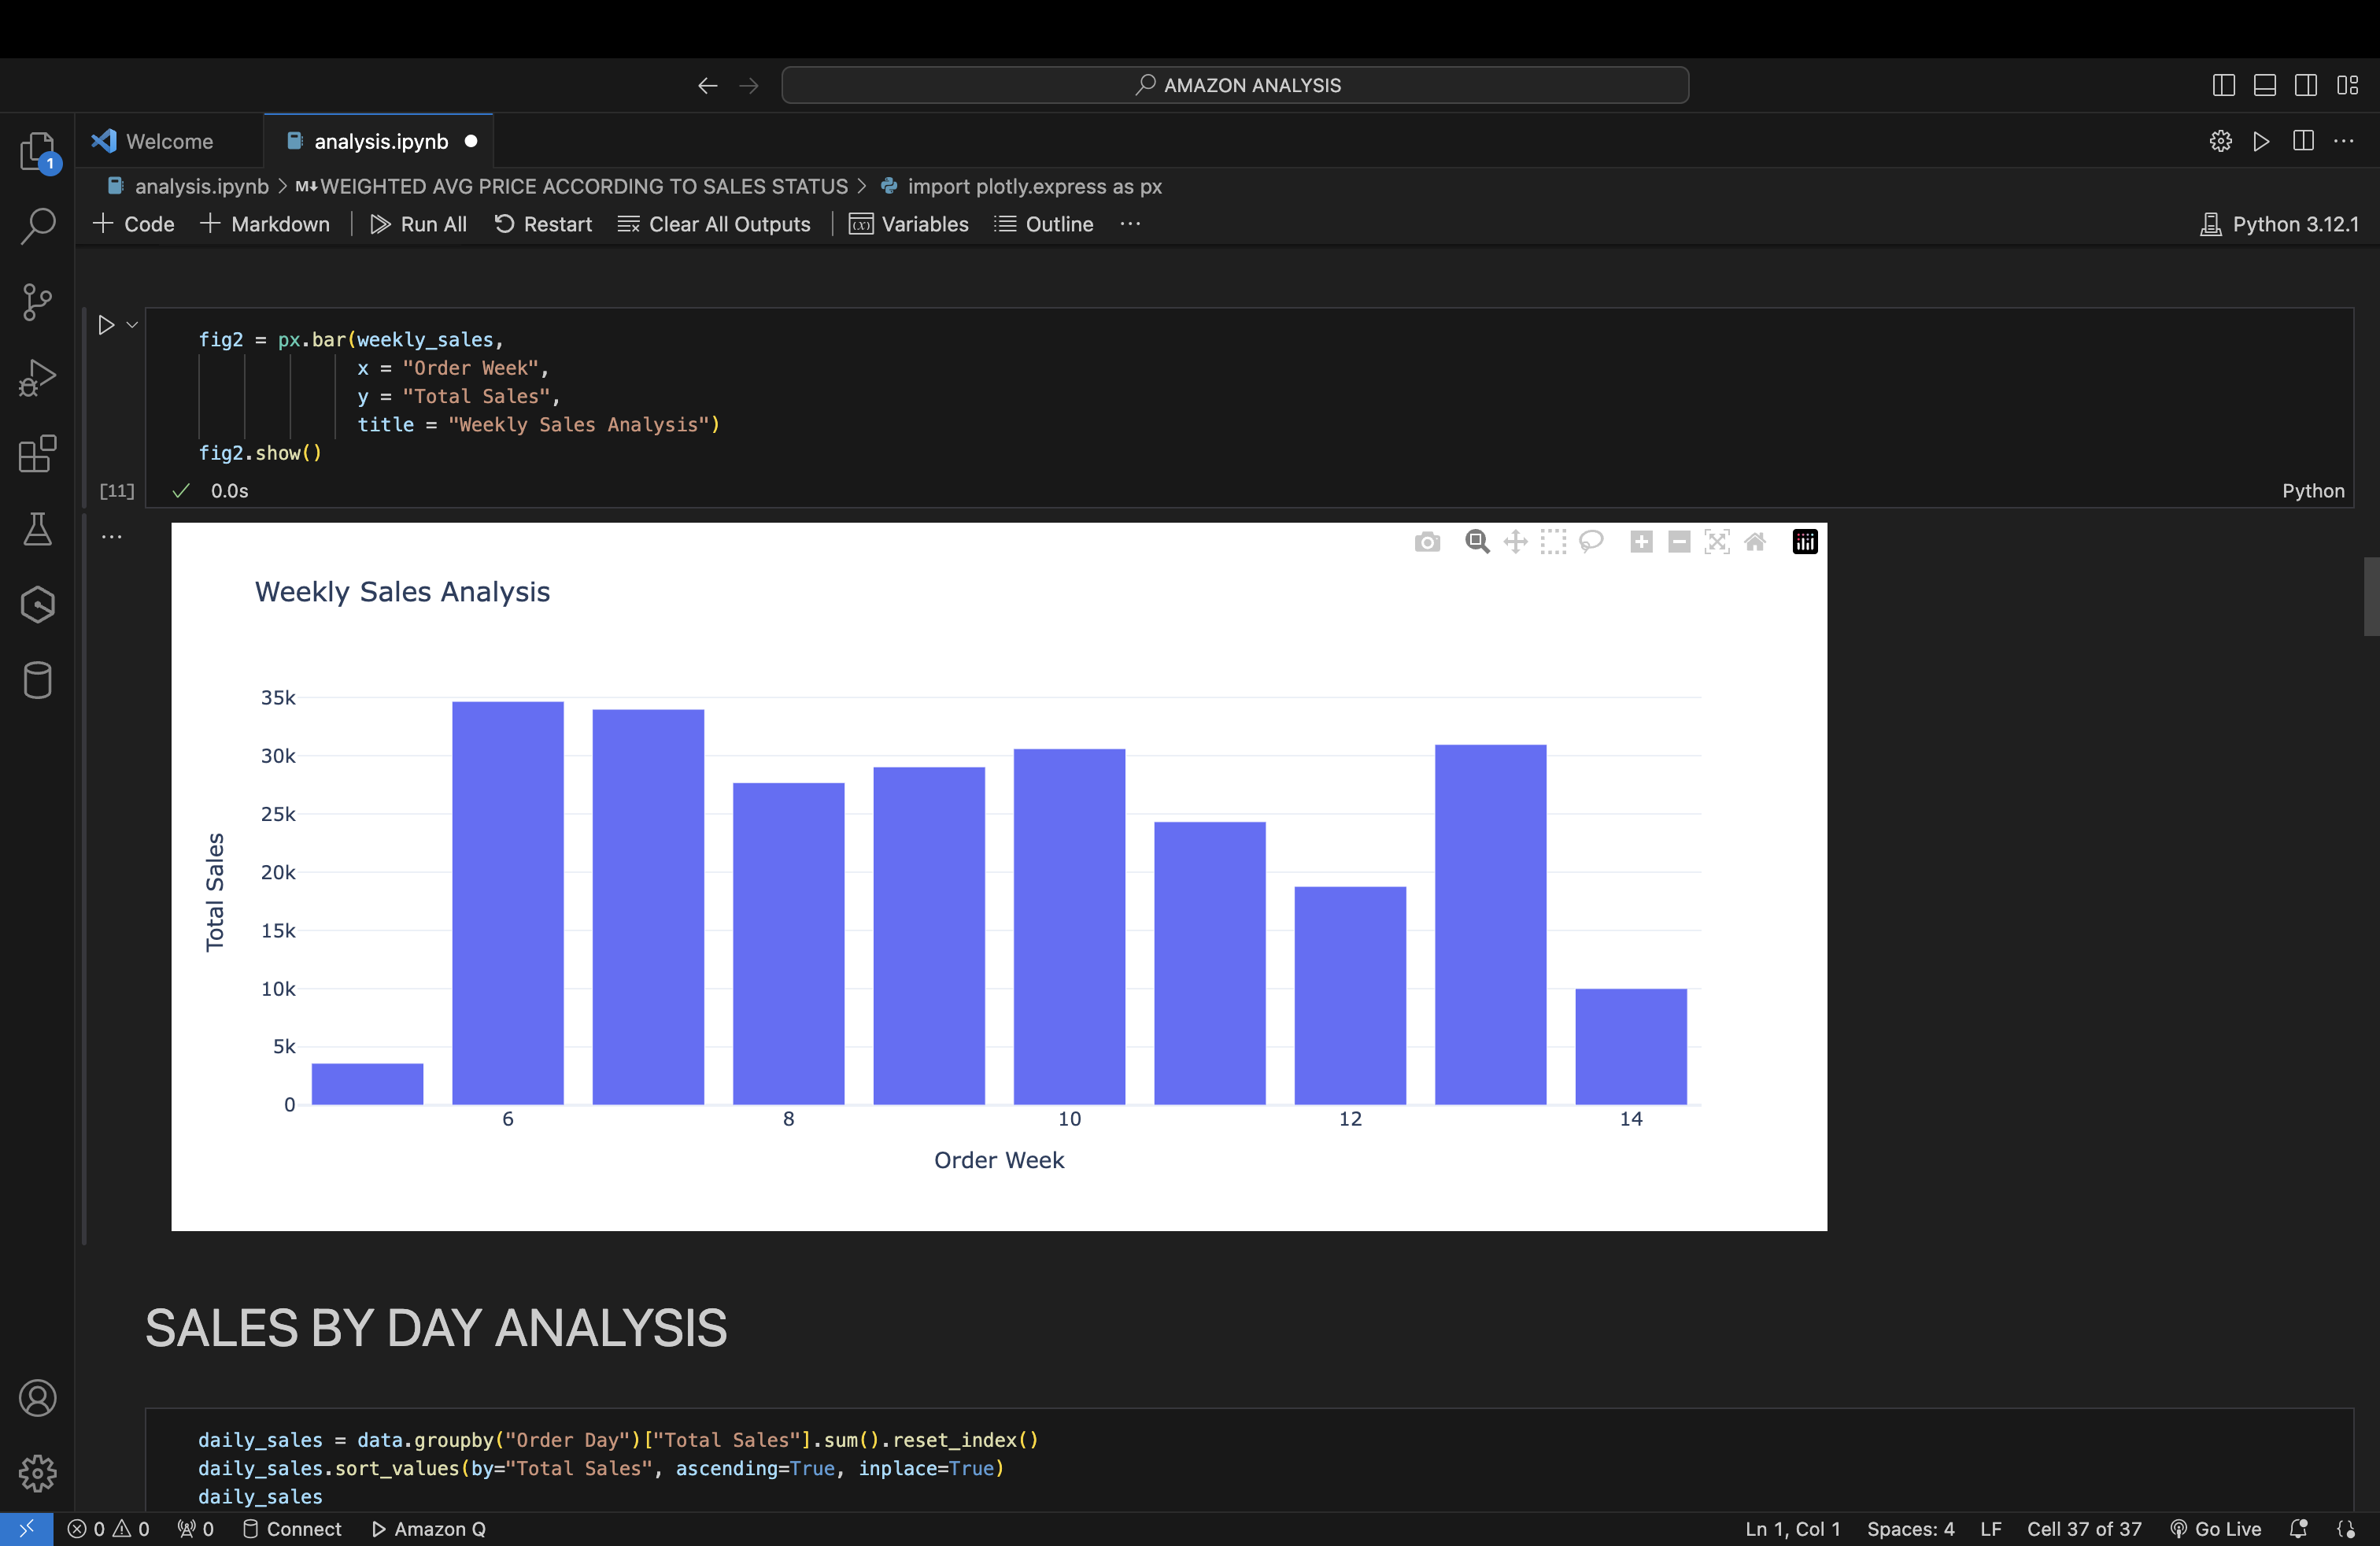 AMAZON ANALYSIS
Welcome
analysis.ipynb
1
analysis.ipynb > M↓ WEIGHTED AVG PRICE ACCORDING TO SALES STATUS > import plotly.express as px
+ Code + Markdown | Run All Restart Clear All Outputs | (x) Variables Outline ···
Python 3.12.1
fig2 = px.bar(weekly_sales,
x = "Order Week",
y = "Total Sales",
title = "Weekly Sales Analysis")
fig2.show()
[11] ✓ 0.0s
Python
Weekly Sales Analysis
35k
30k
25k
20k
15k
10k
5k
0
Total Sales
6 8 10 12 14
Order Week
SALES BY DAY ANALYSIS
daily_sales = data.groupby("Order Day")["Total Sales"].sum().reset_index()
daily_sales.sort_values(by="Total Sales", ascending=True, inplace=True)
daily_sales
0 0 0 Connect Amazon Q
Ln 1, Col 1 Spaces: 4 LF Cell 37 of 37 Go Live